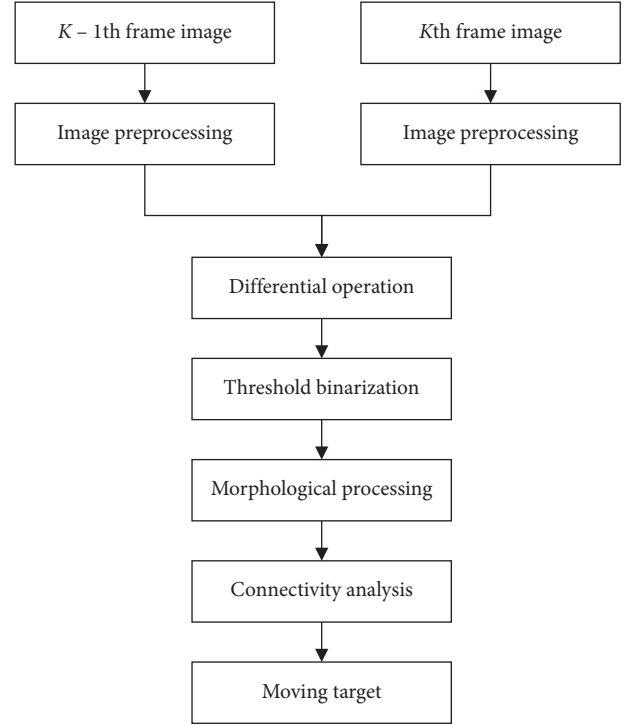 K – 1th frame image
Kth frame image
Image preprocessing
Image preprocessing
Differential operation
Threshold binarization
Morphological processing
Connectivity analysis
Moving target